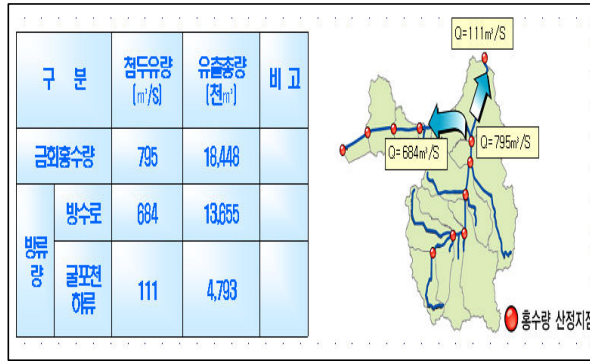 구 분 첨두유량 [㎥/S] 유출총량 [천㎥] 비 고
금회홍수량 795 18,448
방류량 방수로 684 13,655
굴포천 하류 111 4,793
Q=111㎥/S
Q=684㎥/S
Q=795㎥/S
홍수량 산정지점